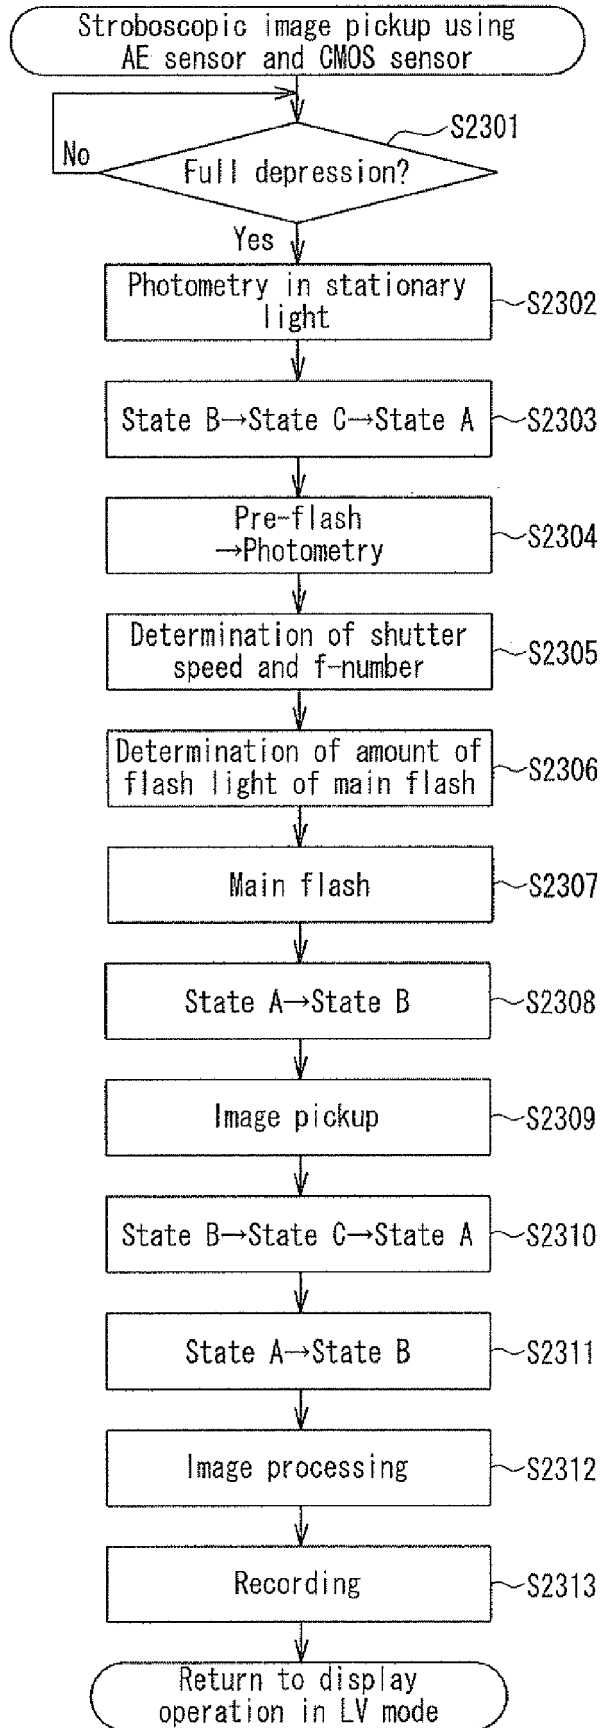 Stroboscopic image pickup using
AE sensor and CMOS sensor
S2301
No
Full depression?
Yes
Photometry in stationary
light
S2302
State B→State C→State A
S2303
Pre-flash
→Photometry
S2304
Determination of shutter
speed and f-number
S2305
Determination of amount of
flash light of main flash
S2306
Main flash
S2307
State A→State B
S2308
Image pickup
S2309
State B→State C→State A
S2310
State A→State B
S2311
Image processing
S2312
Recording
S2313
Return to display
operation in LV mode